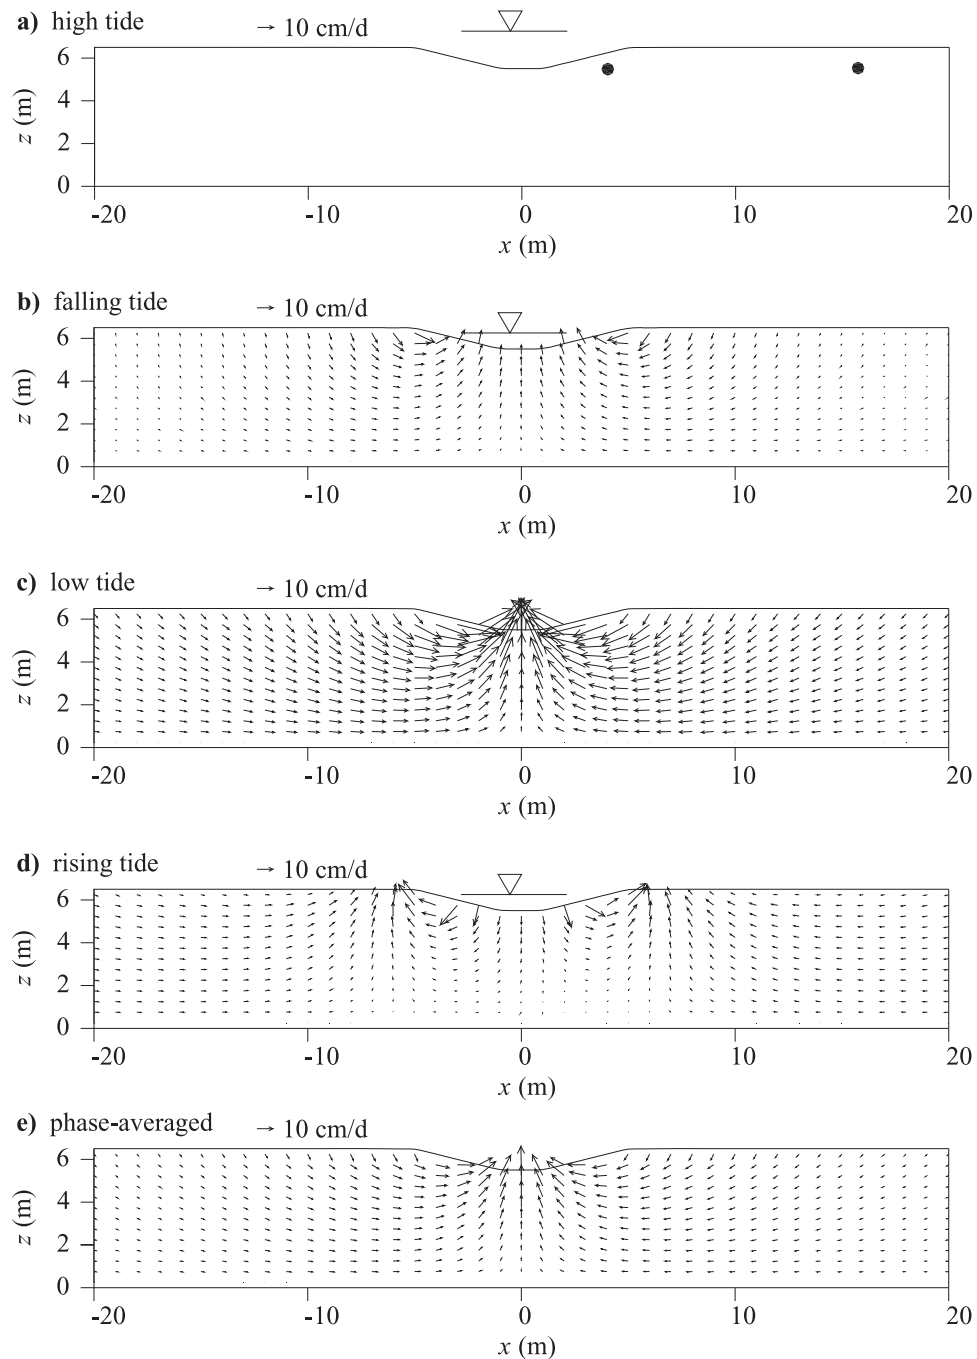 a) high tide → 10 cm/d
6
4
2
0
z (m)
-20 -10 0 10 20
x (m)
b) falling tide → 10 cm/d
6
4
2
0
z (m)
-20 -10 0 10 20
x (m)
c) low tide → 10 cm/d
6
4
2
0
z (m)
-20 -10 0 10 20
x (m)
d) rising tide → 10 cm/d
6
4
2
0
z (m)
-20 -10 0 10 20
x (m)
e) phase-averaged → 10 cm/d
6
4
2
0
z (m)
-20 -10 0 10 20
x (m)